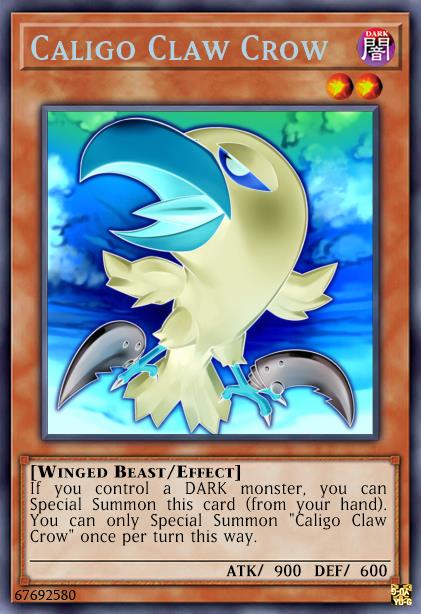 CALIGO CLAW CROW
DARK
闇
[WINGED BEAST/EFFECT]
If you control a DARK monster, you can
Special Summon this card (from your hand).
You can only Special Summon "Caligo Claw
Crow" once per turn this way.
ATK/ 900 DEF/ 600
67692580